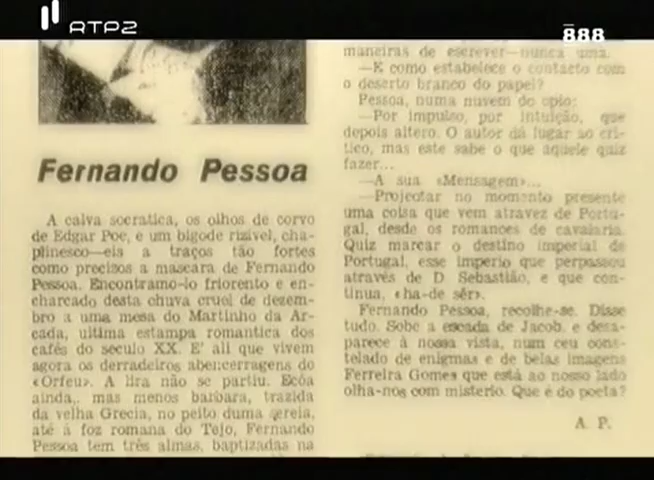 RTP2
888
Fernando Pessoa
A calva socratica, os olhos de corvo
de Edgar Poe, e um bigode risivel, cha-
plinesco—eis a traços tão fortes
como precisos a mascara de Fernando
Pessoa. Encontramo-lo friorento e en-
charcado desta chuva cruel de dezem-
bro a uma mesa do Martinho da Ar-
cada, ultima estampa romantica dos
cafés do seculo XX. E' ali que vivem
agora os derradeiros abencerragens do
«Orfeu». A lira não se partiu. Ecôa
ainda, mas menos barbara, trazida
da velha Grecia, no peito duma sereia,
até á foz romana do Tejo. Fernando
Pessoa tem três almas, baptizadas na
maneiras de escrever—nunca uma.
—E como estabelece o contacto com
o deserto branco do papel?
Pessoa, numa nuvem do opio:
—Por impulso, por intuição, que
depois altero. O autor dá lugar ao cri-
tico, mas este sabe o que aquele quiz
fazer...
—A sua «Mensagem»...
—Projectar no momento presente
uma coisa que vem atravez de Portu-
gal, desde os romances de cavalaria.
Quiz marcar o destino imperial de
Portugal, esse imperio que perpassou
através de D. Sebastião, e que con-
tinua, «ha-de sêr».
Fernando Pessoa, recolhe-se. Disse
tudo. Sobe a escada de Jacob, e desa-
parece à nossa vista, num ceu cons-
telado de enigmas e de belas imagens
Ferreira Gomes que está ao nosso lado
olha-nos com misterio. Que é do poeta?
A. P.